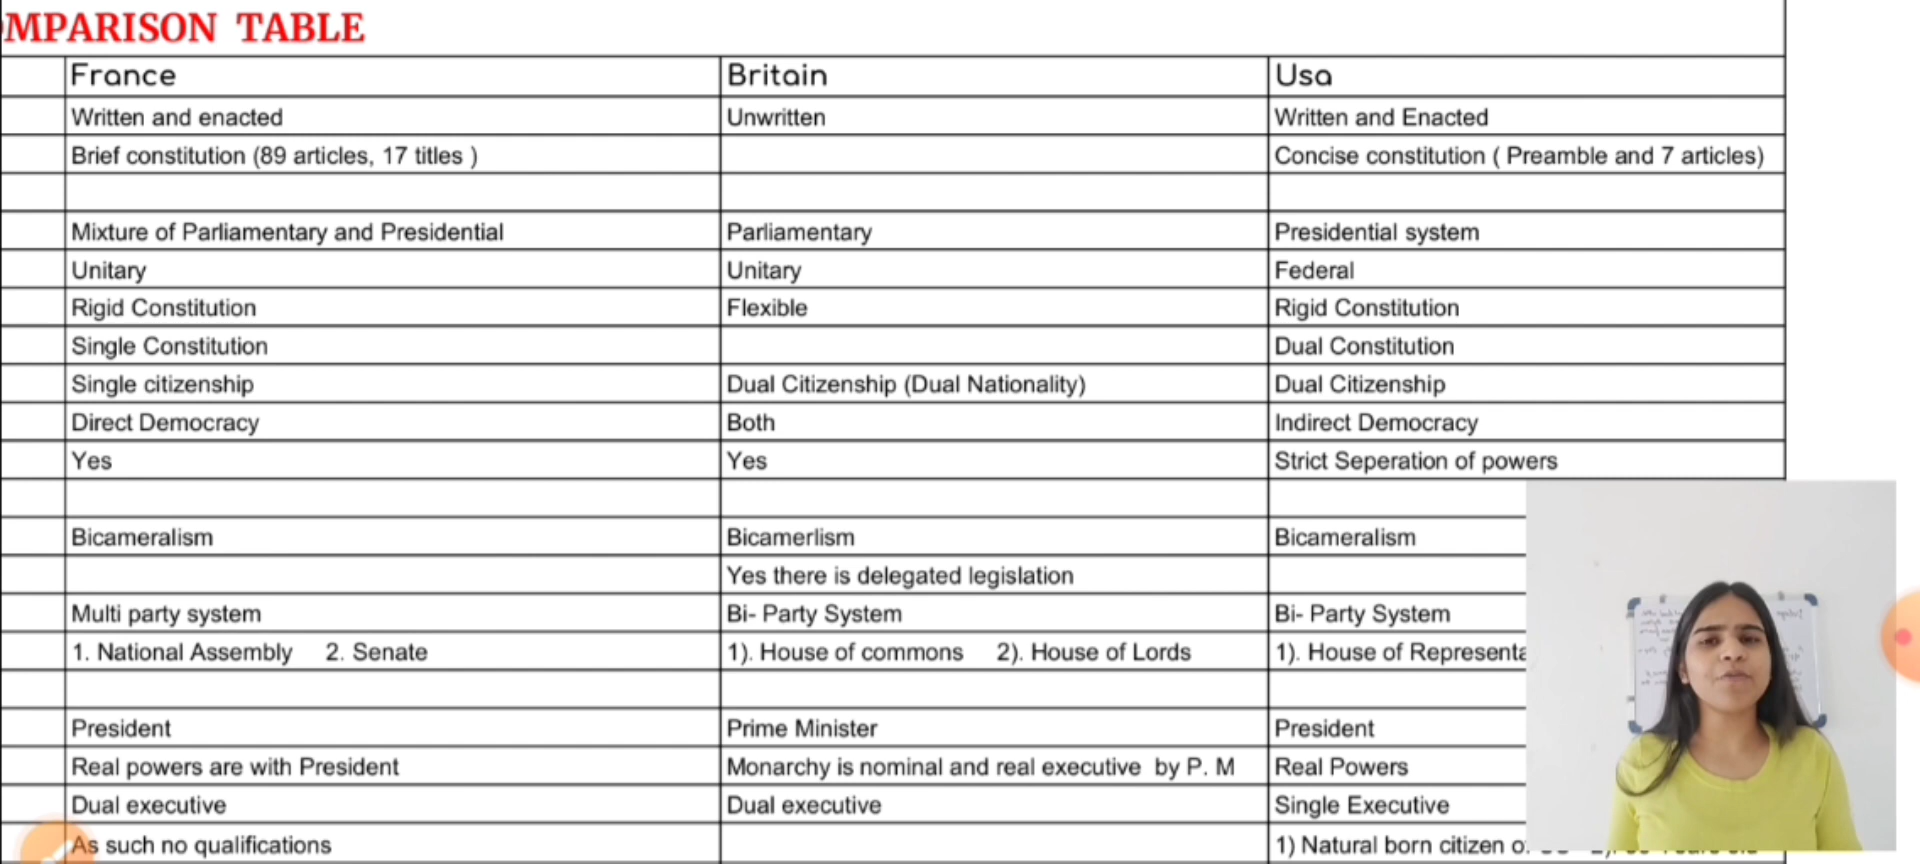 OMPARISON TABLE
France Britain Usa
Written and enacted Unwritten Written and Enacted
Brief constitution (89 articles, 17 titles ) Concise constitution ( Preamble and 7 articles)
Mixture of Parliamentary and Presidential Parliamentary Presidential system
Unitary Unitary Federal
Rigid Constitution Flexible Rigid Constitution
Single Constitution Dual Constitution
Single citizenship Dual Citizenship (Dual Nationality) Dual Citizenship
Direct Democracy Both Indirect Democracy
Yes Yes Strict Seperation of powers
Bicameralism Bicamerlism Bicameralism
Yes there is delegated legislation
Multi party system Bi- Party System Bi- Party System
1. National Assembly 2. Senate 1). House of commons 2). House of Lords 1). House of Representa
President Prime Minister President
Real powers are with President Monarchy is nominal and real executive by P. M Real Powers
Dual executive Dual executive Single Executive
As such no qualifications 1) Natural born citizen